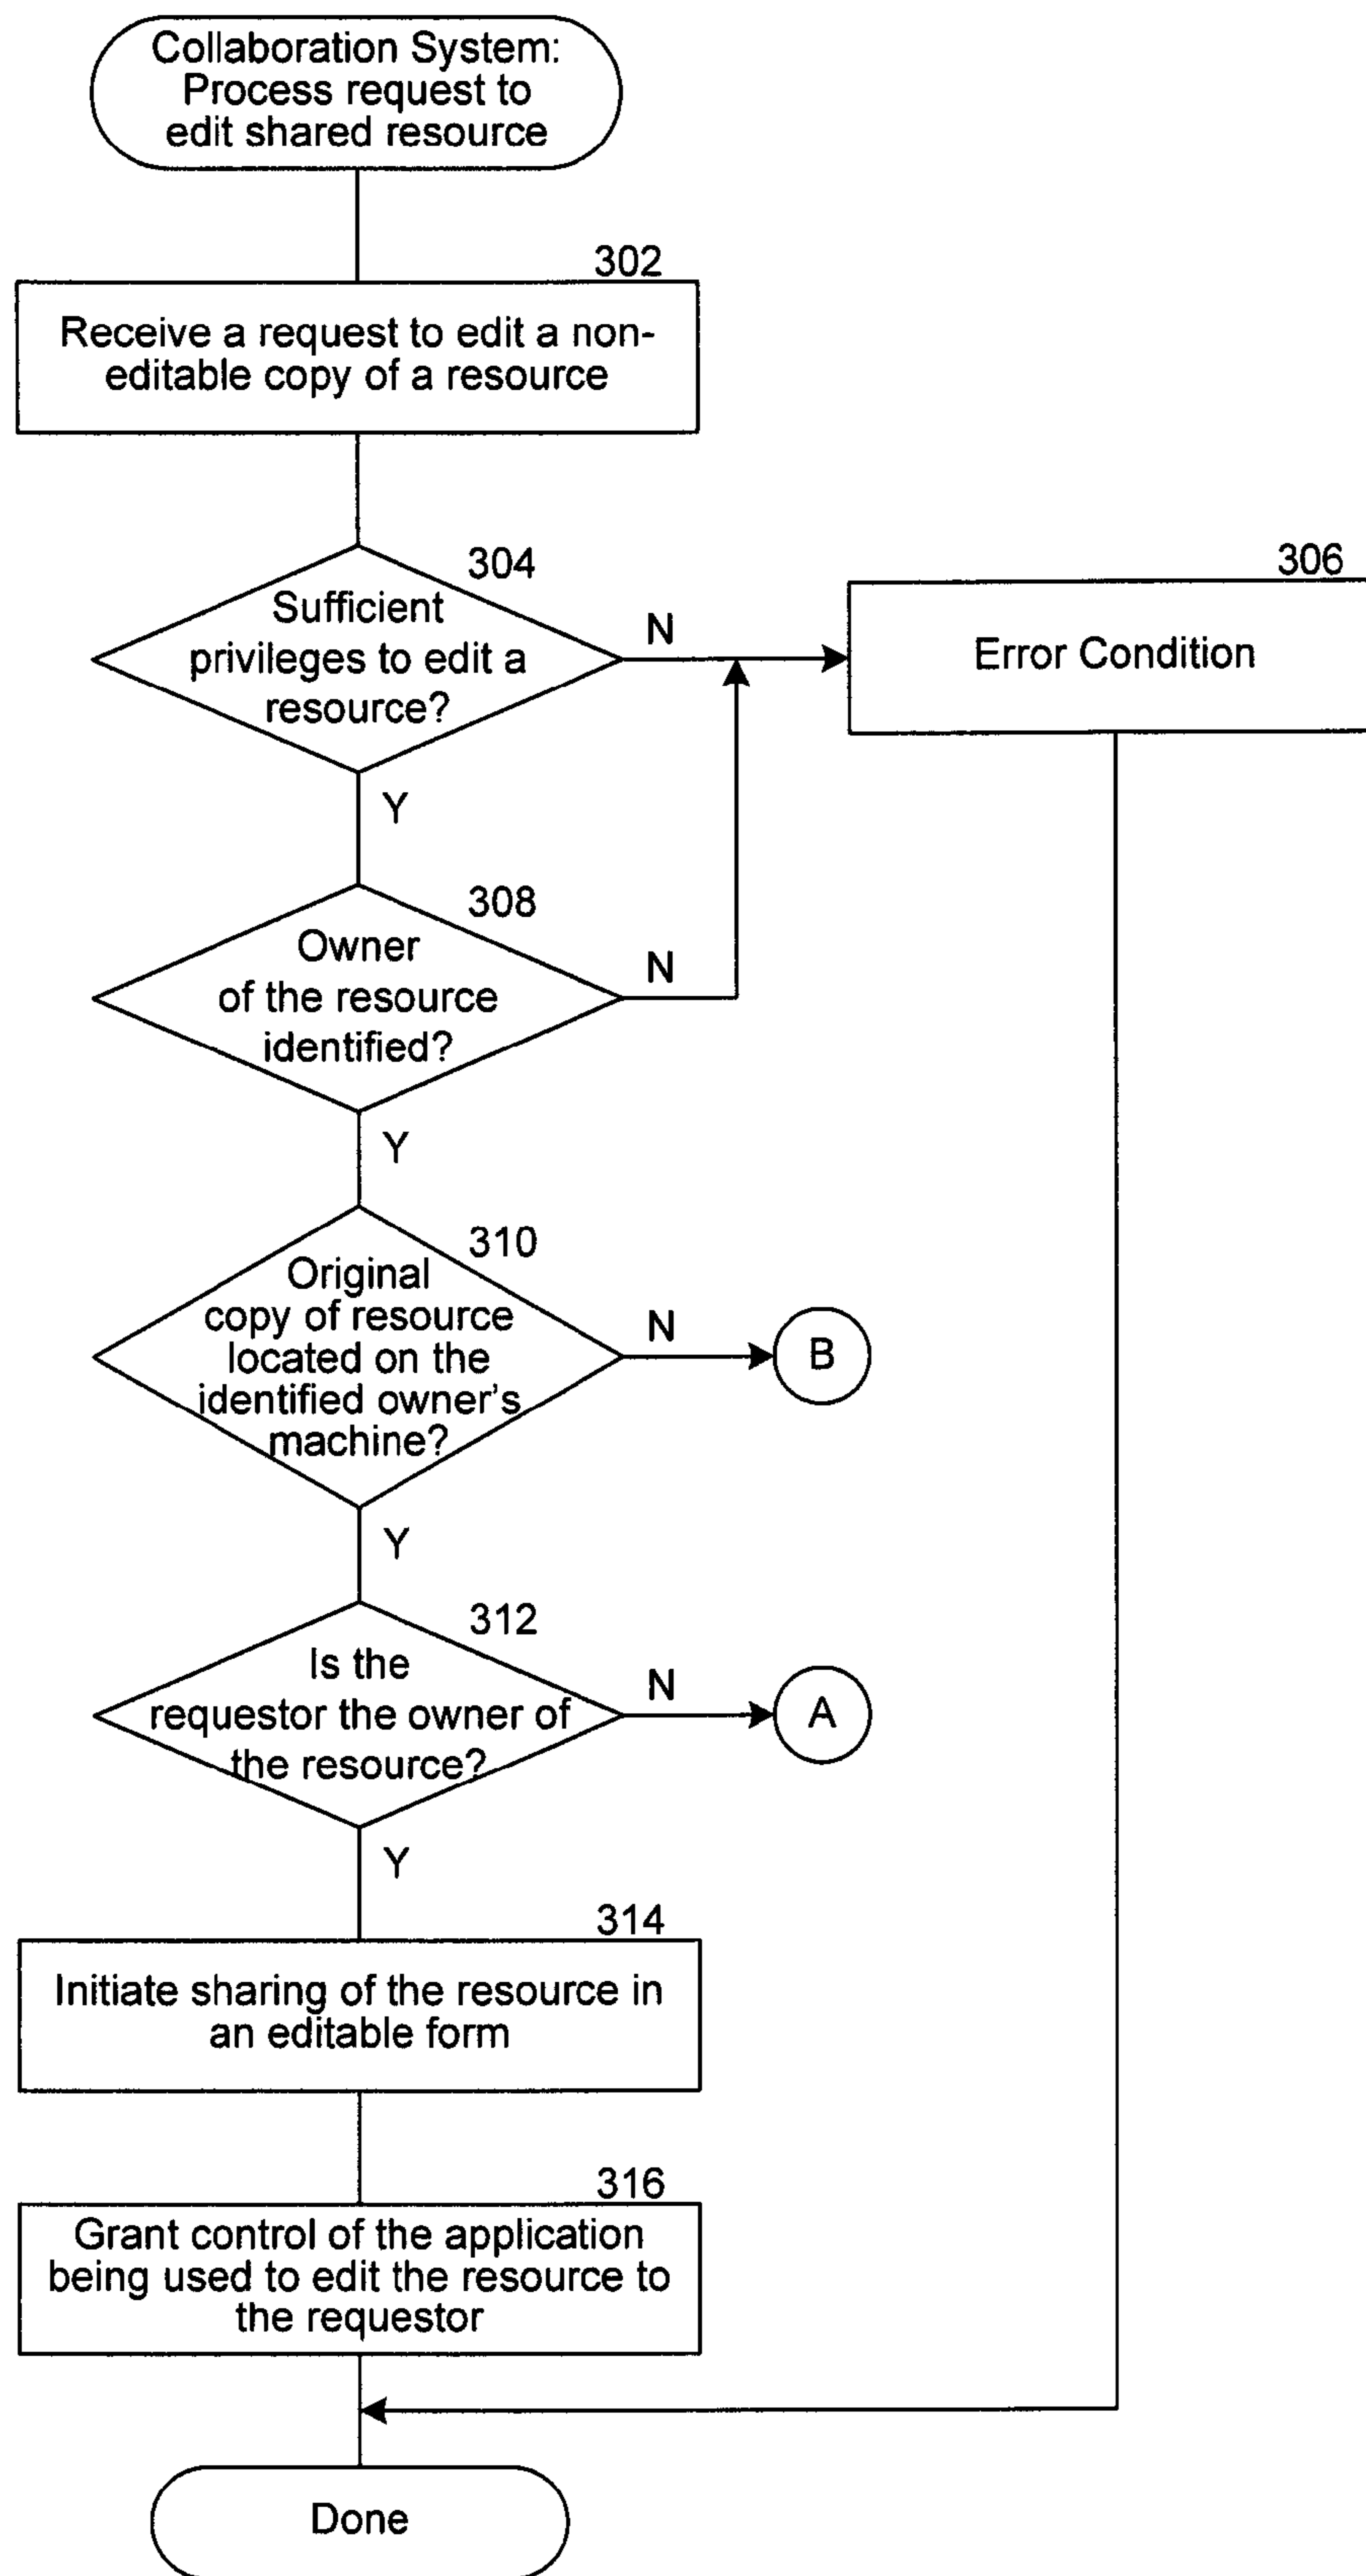 Collaboration System:
Process request to
edit shared resource
302
Receive a request to edit a non-
editable copy of a resource
304
Sufficient
privileges to edit a
resource?
N
306
Error Condition
Y
308
Owner
of the resource
identified?
N
Y
310
Original
copy of resource
located on the
identified owner's
machine?
N
B
Y
312
Is the
requestor the owner of
the resource?
N
A
Y
314
Initiate sharing of the resource in
an editable form
316
Grant control of the application
being used to edit the resource to
the requestor
Done